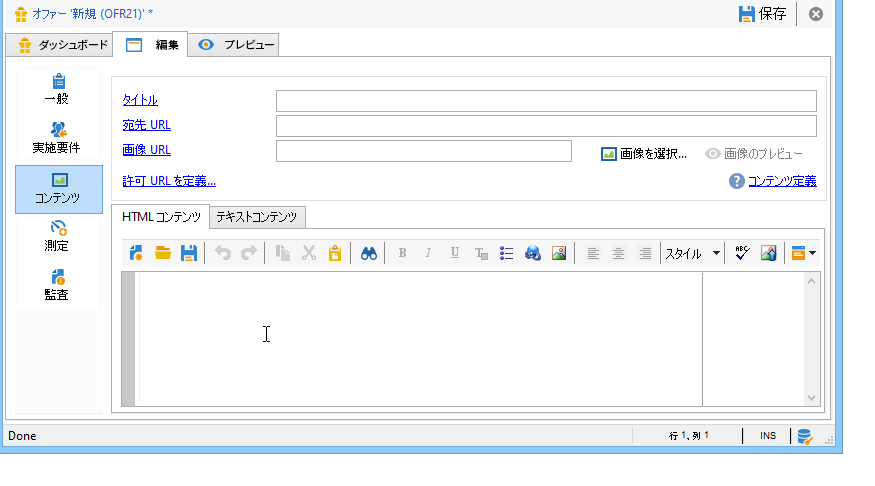 オファー '新規 (OFR21)' *
保存
ダッシュボード 編集 プレビュー
一般
実施要件
コンテンツ
測定
監査
タイトル
宛先 URL
画像 URL 画像を選択... 画像のプレビュー
許可 URL を定義... コンテンツ定義
HTML コンテンツ テキストコンテンツ
B I U T スタイル ABC
Done 行 1、列 1 INS